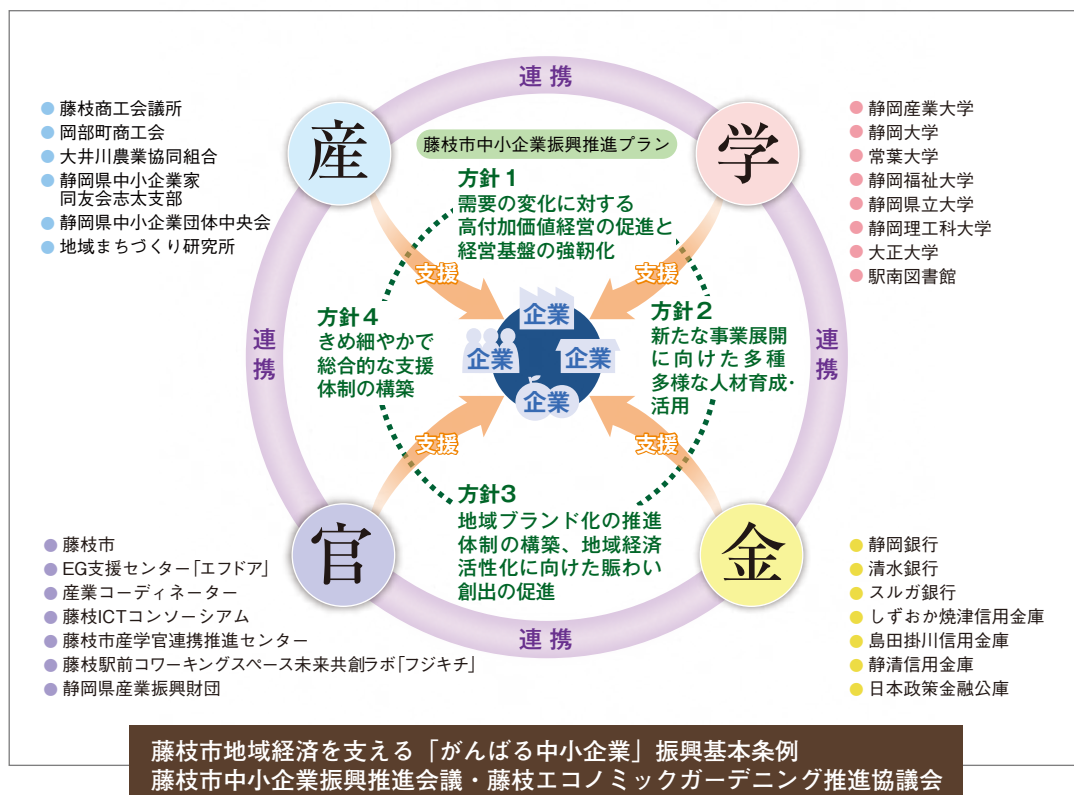 連携
産
藤枝商工会議所
岡部町商工会
大井川農業協同組合
静岡県中小企業家
同友会志太支部
静岡県中小企業団体中央会
地域まちづくり研究所
学
静岡産業大学
静岡大学
常葉大学
静岡福祉大学
静岡県立大学
静岡理工科大学
大正大学
駅南図書館
藤枝市中小企業振興推進プラン
方針1
需要の変化に対する
高付加価値経営の促進と
経営基盤の強靭化
支援
支援
方針4
きめ細やかで
総合的な支援
体制の構築
企業
企業
企業
企業
方針2
新たな事業展開
に向けた多種
多様な人材育成・
活用
連携
連携
支援
支援
方針3
地域ブランド化の推進
体制の構築、地域経済
活性化に向けた賑わい
創出の促進
官
藤枝市
EG支援センター「エフドア」
産業コーディネーター
藤枝ICTコンソーシアム
藤枝市産学官連携推進センター
藤枝駅前コワーキングスペース未来共創ラボ「フジキチ」
静岡県産業振興財団
金
静岡銀行
清水銀行
スルガ銀行
しずおか焼津信用金庫
島田掛川信用金庫
静清信用金庫
日本政策金融公庫
連携
藤枝市地域経済を支える「がんばる中小企業」振興基本条例
藤枝市中小企業振興推進会議・藤枝エコノミックガーデニング推進協議会